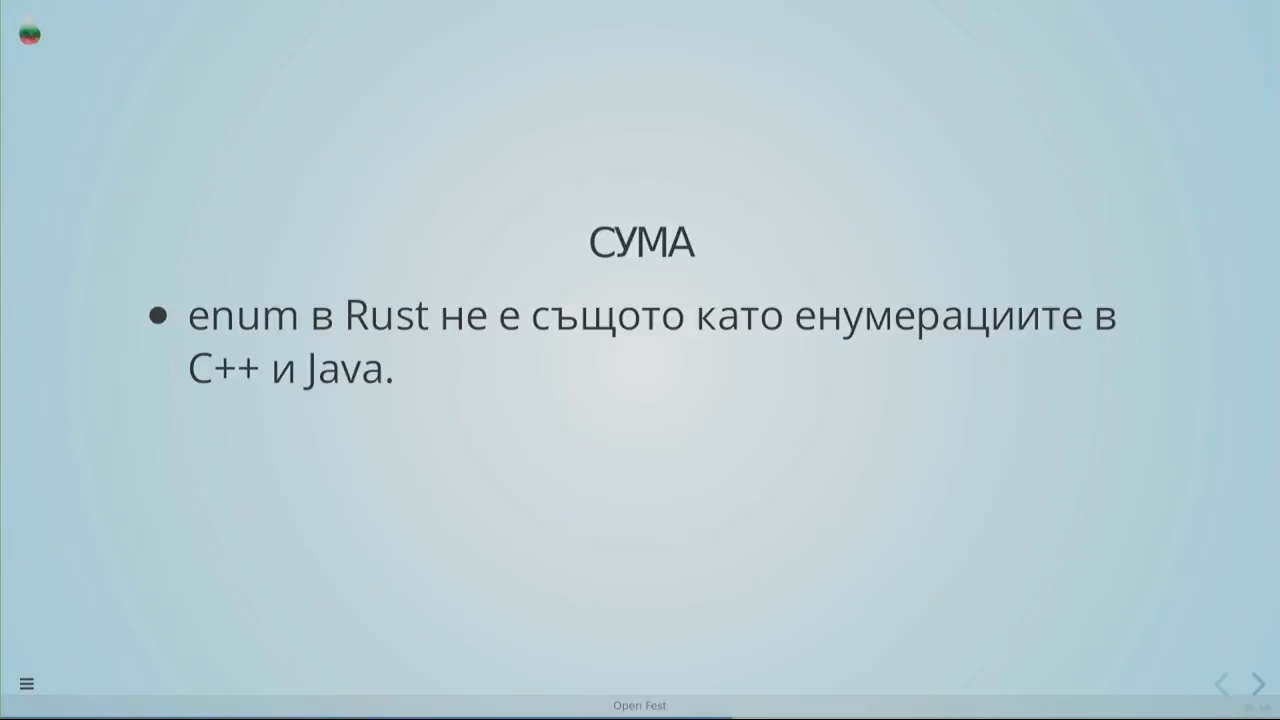 СУМА
enum в Rust не е същото като енумерациите в
C++ и Java.
Open Fest